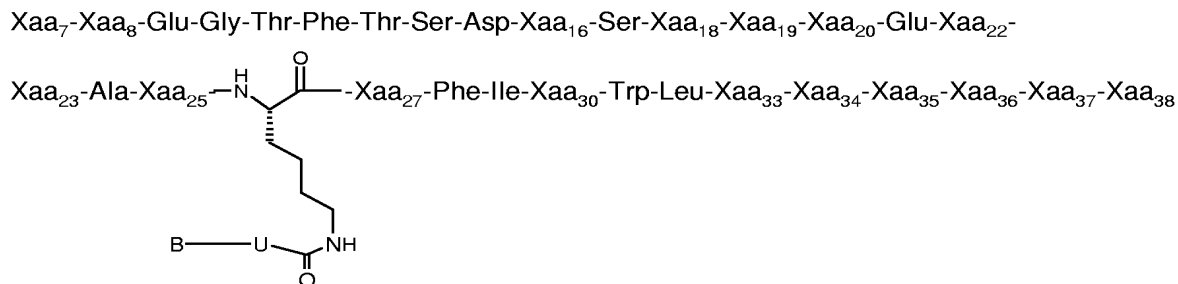 Xaa₇-Xaa₈-Glu-Gly-Thr-Phe-Thr-Ser-Asp-Xaa₁₆-Ser-Xaa₁₈-Xaa₁₉-Xaa₂₀-Glu-Xaa₂₂-
Xaa₂₃-Ala-Xaa₂₅- H N O -Xaa₂₇-Phe-Ile-Xaa₃₀-Trp-Leu-Xaa₃₃-Xaa₃₄-Xaa₃₅-Xaa₃₆-Xaa₃₇-Xaa₃₈
B U NH
O